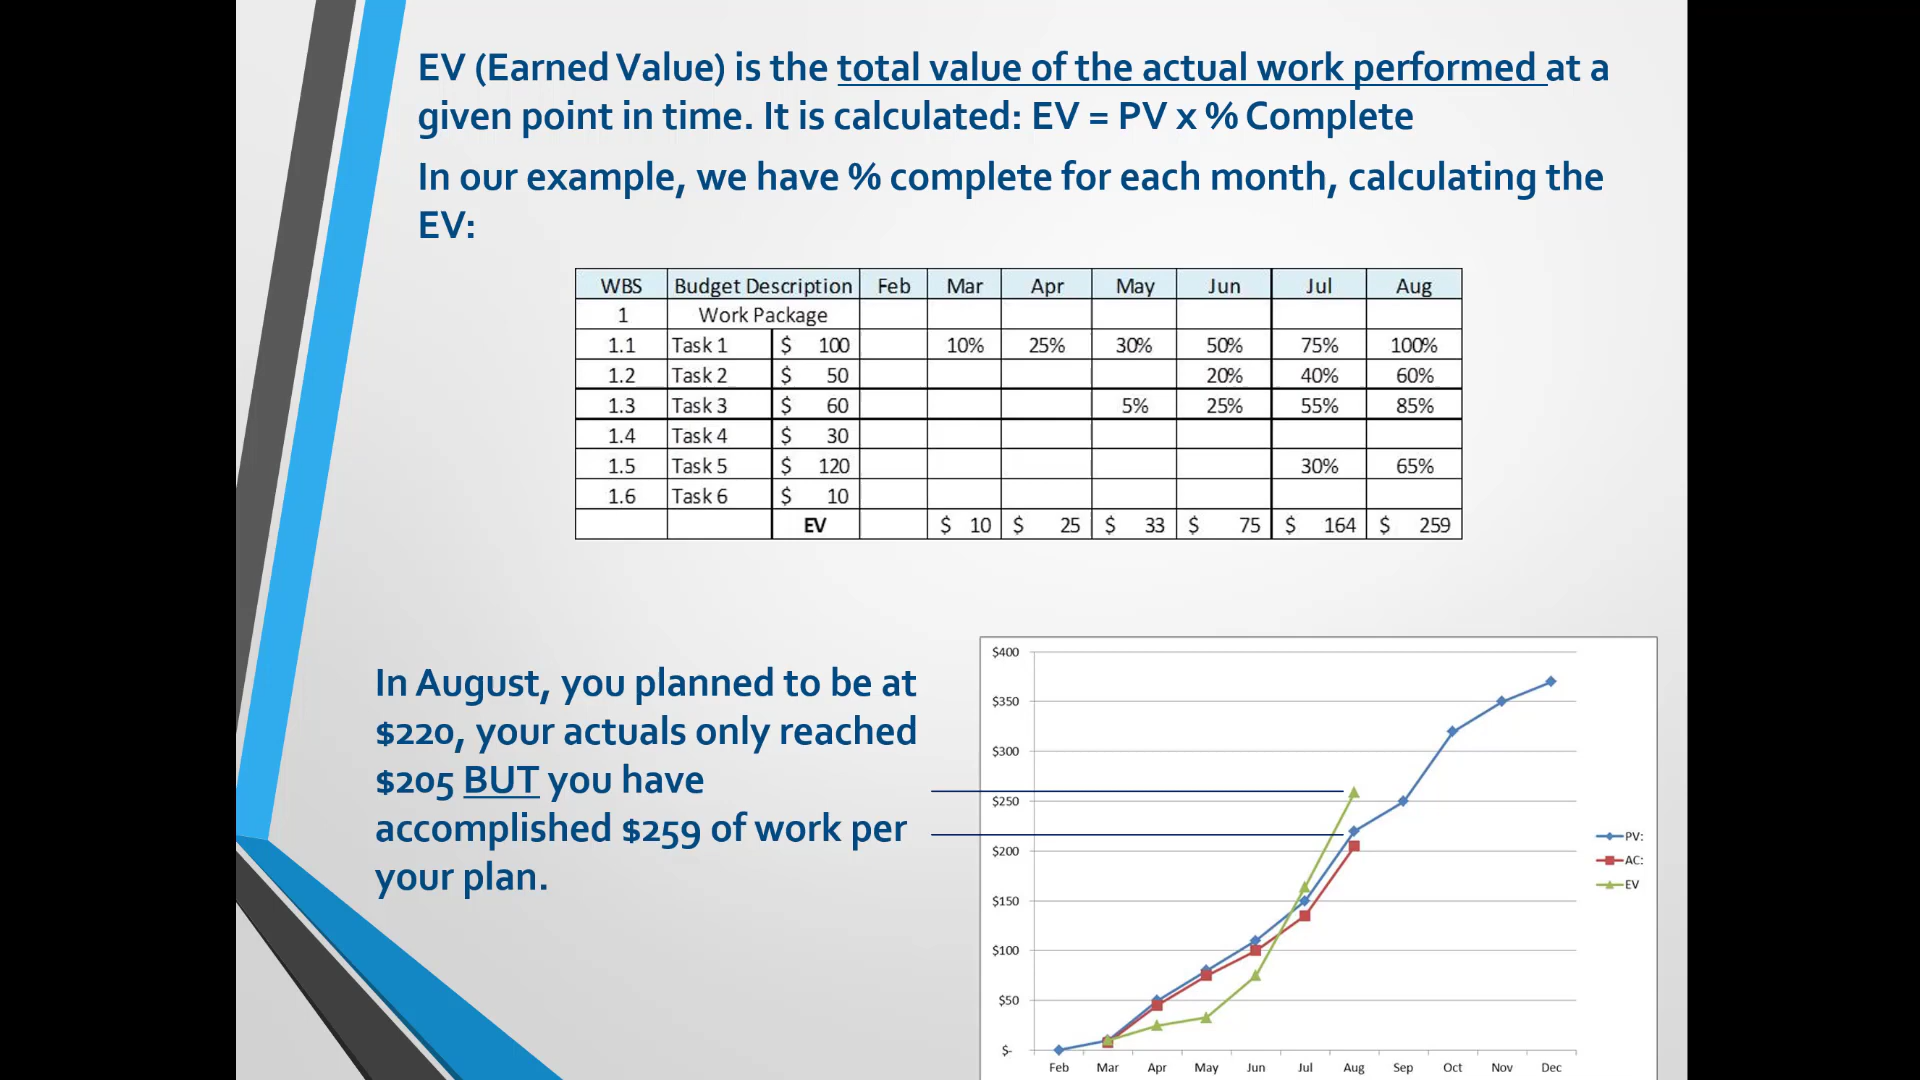 EV (Earned Value) is the total value of the actual work performed at a
given point in time. It is calculated: EV = PV x % Complete
In our example, we have % complete for each month, calculating the
EV:
WBS Budget Description Feb Mar Apr May Jun Jul Aug
1 Work Package
1.1 Task 1 $ 100 10% 25% 30% 50% 75% 100%
1.2 Task 2 $ 50 20% 40% 60%
1.3 Task 3 $ 60 5% 25% 55% 85%
1.4 Task 4 $ 30
1.5 Task 5 $ 120 30% 65%
1.6 Task 6 $ 10
EV $ 10 $ 25 $ 33 $ 75 $ 164 $ 259
In August, you planned to be at
$220, your actuals only reached
$205 BUT you have
accomplished $259 of work per
your plan.
$400
$350
$300
$250
$200
$150
$100
$50
$-
Feb Mar Apr May Jun Jul Aug Sep Oct Nov Dec
PV:
AC:
EV